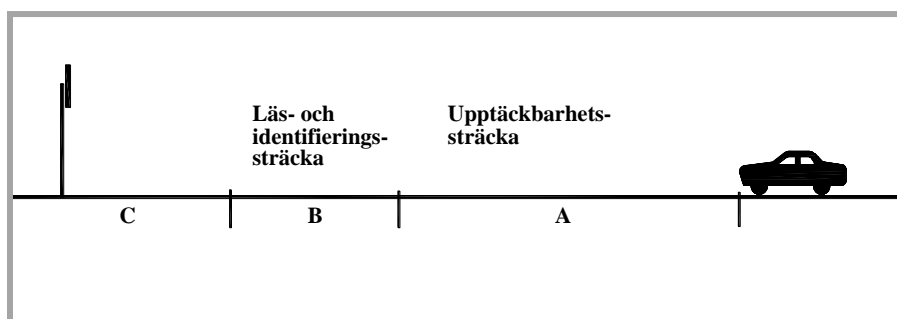 Läs- och
identifierings-
sträcka
Upptäckbarhets-
sträcka
C
B
A